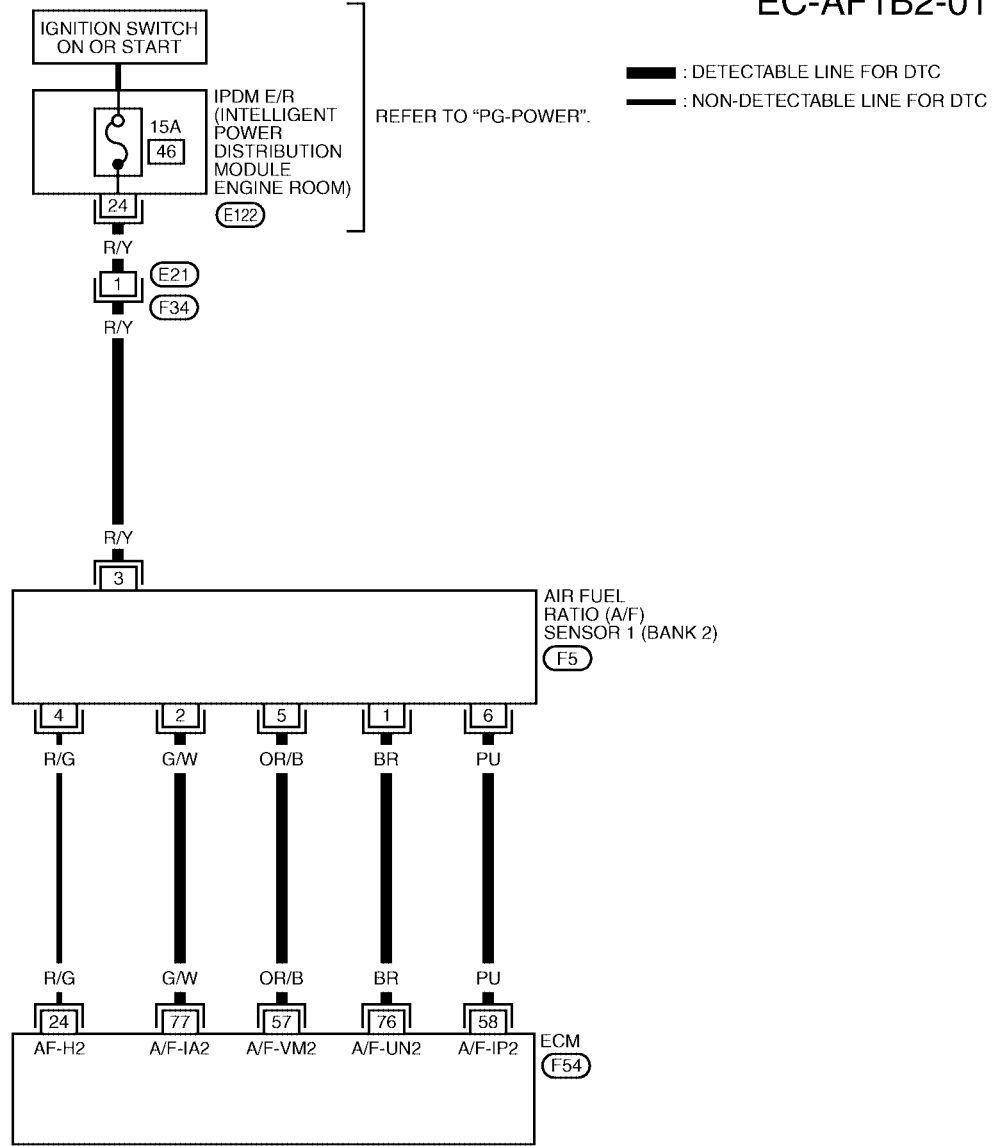 EC-AF1B2-01
IGNITION SWITCH
ON OR START
: DETECTABLE LINE FOR DTC
: NON-DETECTABLE LINE FOR DTC
IPDM E/R
(INTELLIGENT
POWER
DISTRIBUTION
MODULE
ENGINE ROOM)
E122
15A
46
REFER TO “PG-POWER”.
24
R/Y
1
E21
F34
R/Y
R/Y
3
AIR FUEL
RATIO (A/F)
SENSOR 1 (BANK 2)
F5
4 2 5 1 6
R/G G/W OR/B BR PU
R/G G/W OR/B BR PU
24 77 57 76 58
AF-H2 A/F-IA2 A/F-VM2 A/F-UN2 A/F-IP2
ECM
F54